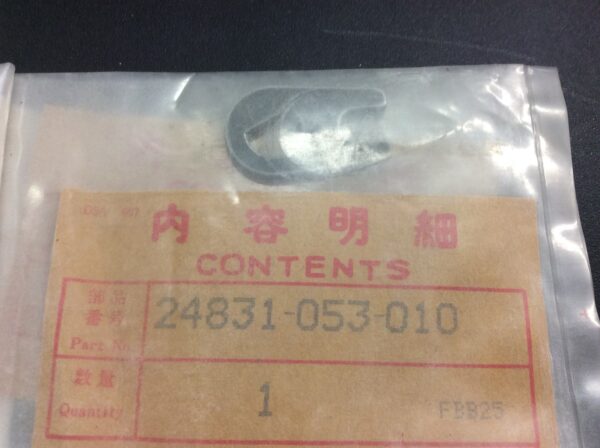 内容明細
CONTENTS
部品
番号
Part No.
24831-053-010
数量
Quantity
1
FBB25